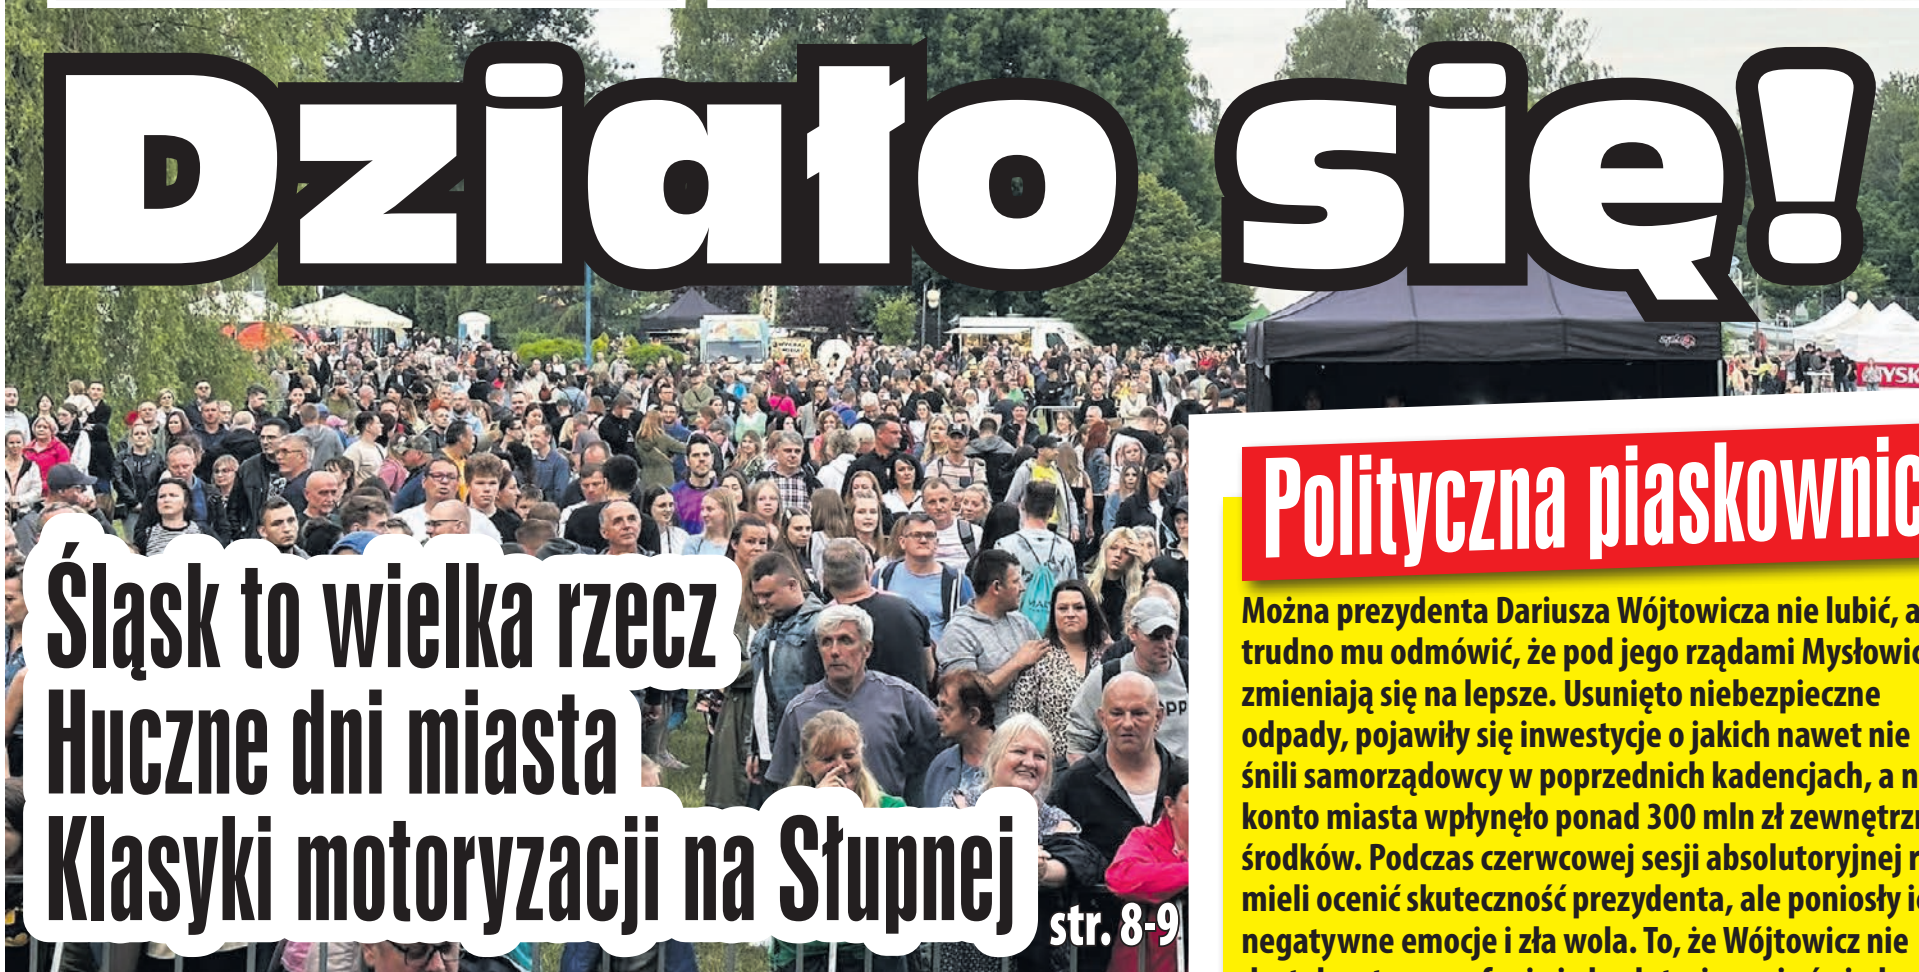 Działo się!
Śląsk to wielka rzecz
Huczne dni miasta
Klasyki motoryzacji na Słupnej
str. 8-9
Polityczna
Można prezydenta Dariusza Wójtowicza nie lubić,
trudno mu odmówić, że pod jego rządami
zmieniają się na lepsze. Usunięto niebezpieczne
odpady, pojawiły się inwestycje o jakich nawet nie
śnili samorządowcy w poprzednich kadencjach, a
konto miasta wpłynęło ponad 300 mln zł
środków. Podczas czerwcowej sesji absolutoryjnej
mieli ocenić skuteczność prezydenta, ale poniosły
negatywne emocje i zła wola. To, że Wójtowicz nie